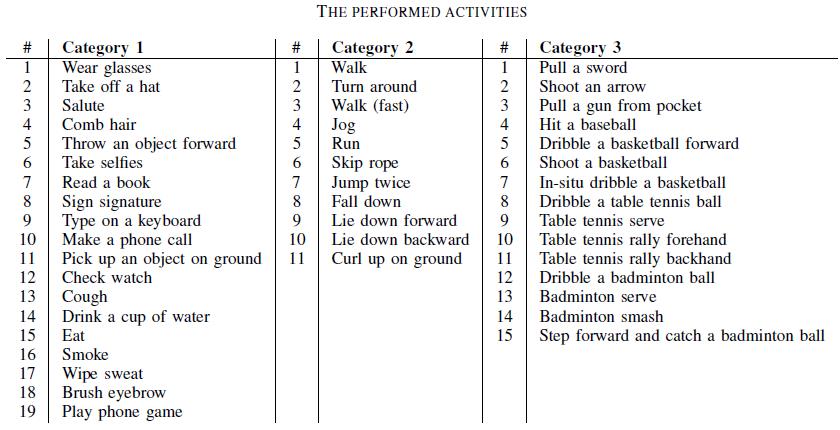 THE PERFORMED ACTIVITIES
# Category 1 # Category 2 # Category 3
1 Wear glasses 1 Walk 1 Pull a sword
2 Take off a hat 2 Turn around 2 Shoot an arrow
3 Salute 3 Walk (fast) 3 Pull a gun from pocket
4 Comb hair 4 Jog 4 Hit a baseball
5 Throw an object forward 5 Run 5 Dribble a basketball forward
6 Take selfies 6 Skip rope 6 Shoot a basketball
7 Read a book 7 Jump twice 7 In-situ dribble a basketball
8 Sign signature 8 Fall down 8 Dribble a table tennis ball
9 Type on a keyboard 9 Lie down forward 9 Table tennis serve
10 Make a phone call 10 Lie down backward 10 Table tennis rally forehand
11 Pick up an object on ground 11 Curl up on ground 11 Table tennis rally backhand
12 Check watch 12 Dribble a badminton ball
13 Cough 13 Badminton serve
14 Drink a cup of water 14 Badminton smash
15 Eat 15 Step forward and catch a badminton ball
16 Smoke
17 Wipe sweat
18 Brush eyebrow
19 Play phone game